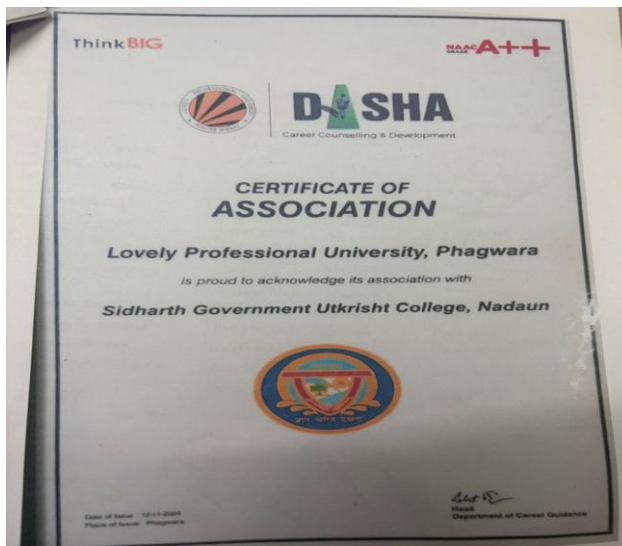 ThinkBIG
NAAC GRADE A++
DISHA
Career Counselling & Development
CERTIFICATE OF
ASSOCIATION
Lovely Professional University, Phagwara
is proud to acknowledge its association with
Sidharth Government Utkrisht College, Nadaun
Date of Issue : 12-11-2024
Place of Issue: Phagwara
Head
Department of Career Guidance